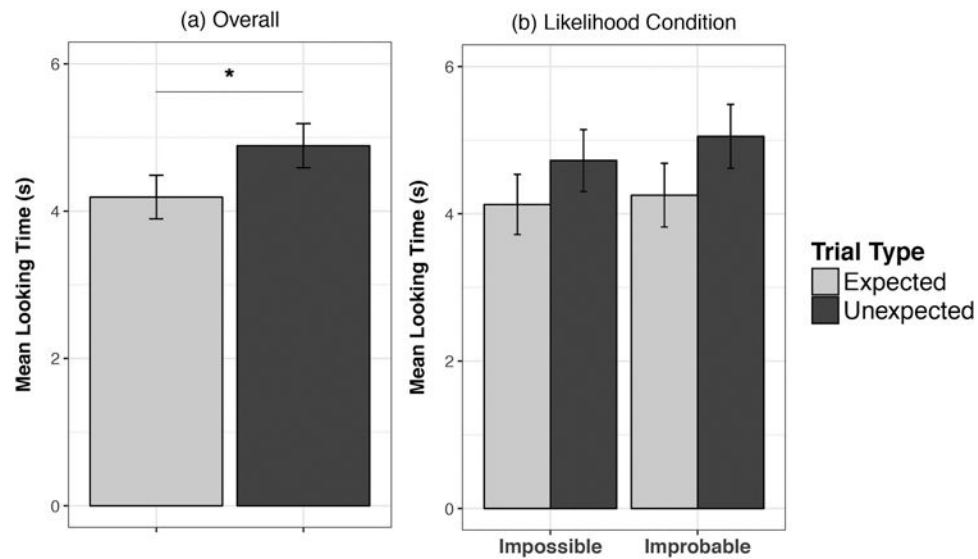 (a) Overall
*
6
4
2
0
Mean Looking Time (s)
(b) Likelihood Condition
6
4
2
0
Mean Looking Time (s)
Impossible
Improbable
Trial Type
Expected
Unexpected